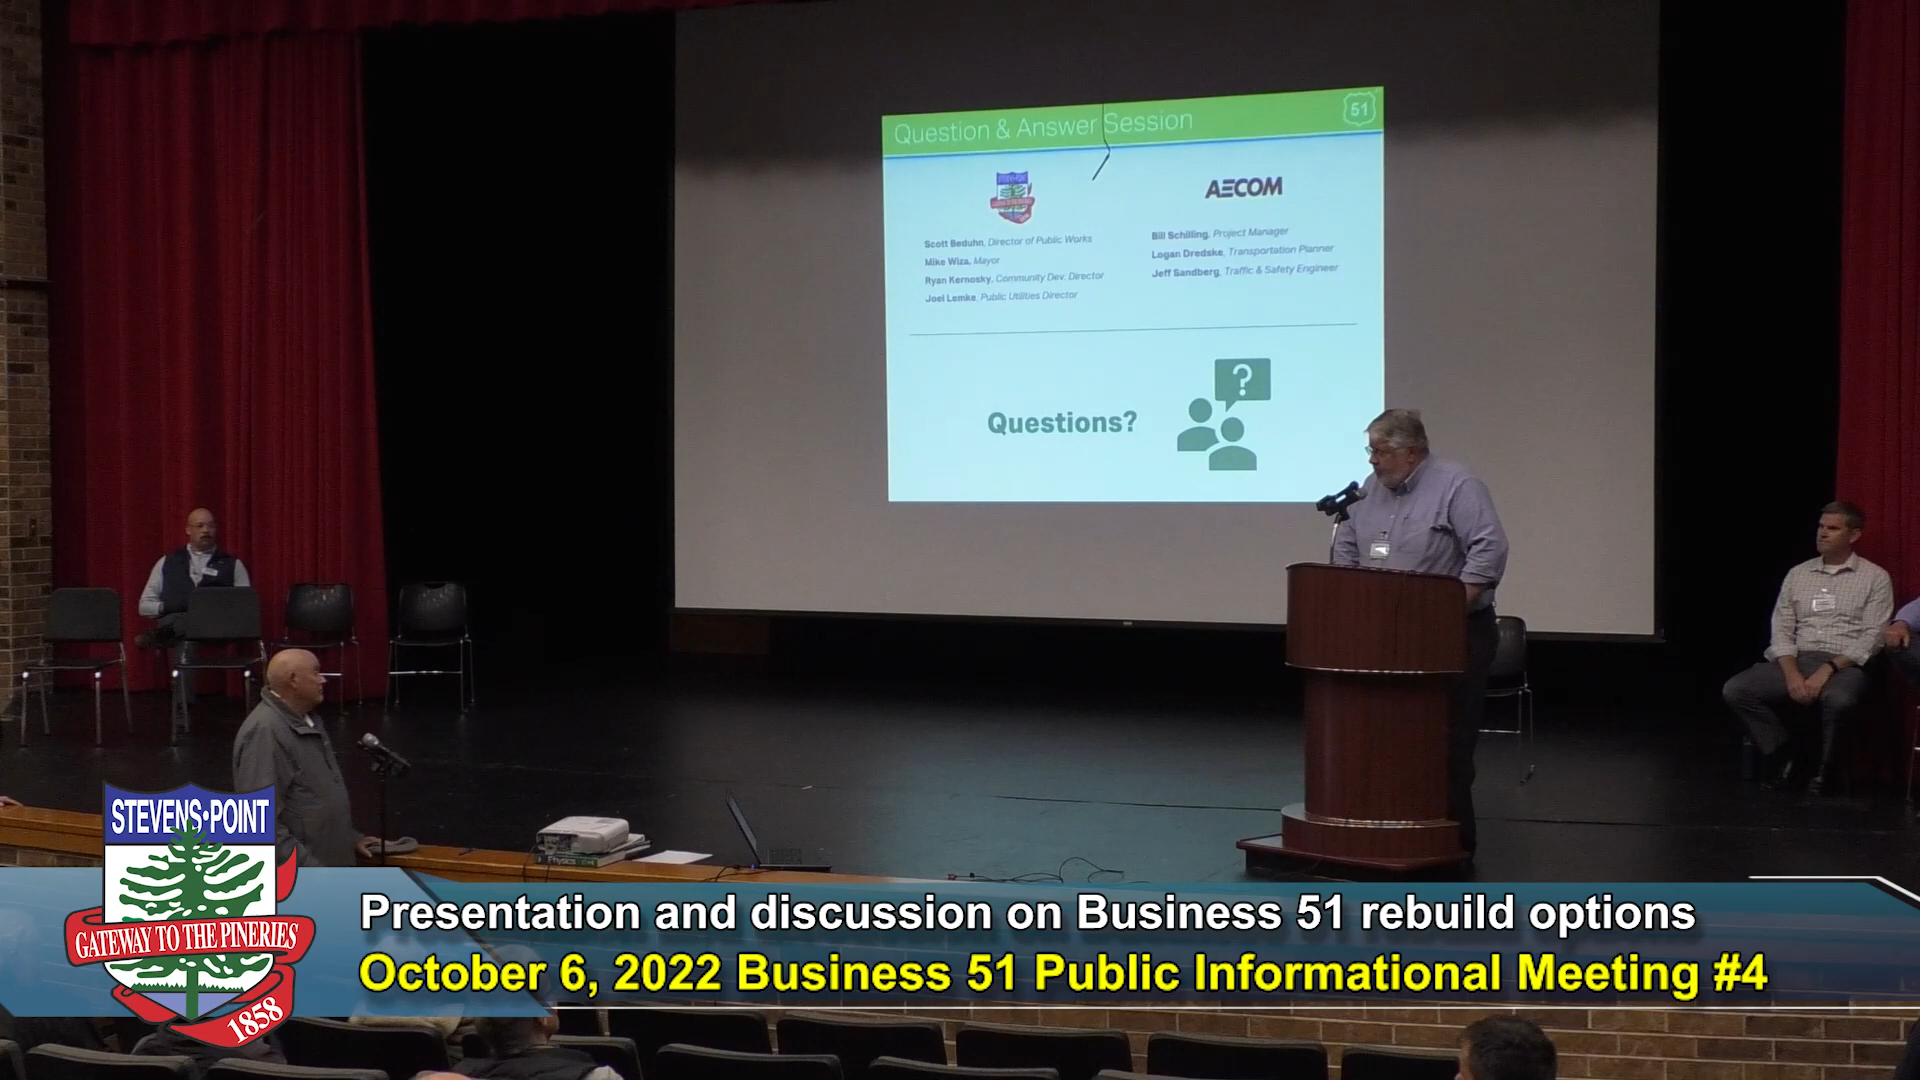 Question & Answer Session
51
STEVENS·POINT
AECOM
Scott Beduhn, Director of Public Works
Mike Wiza, Mayor
Ryan Kernosky, Community Dev. Director
Joel Lemke, Public Utilities Director
Bill Schilling, Project Manager
Logan Dredske, Transportation Planner
Jeff Sandberg, Traffic & Safety Engineer
Questions?
?
Physics
STEVENS·POINT
GATEWAY TO THE PINERIES
1858
Presentation and discussion on Business 51 rebuild options
October 6, 2022 Business 51 Public Informational Meeting #4